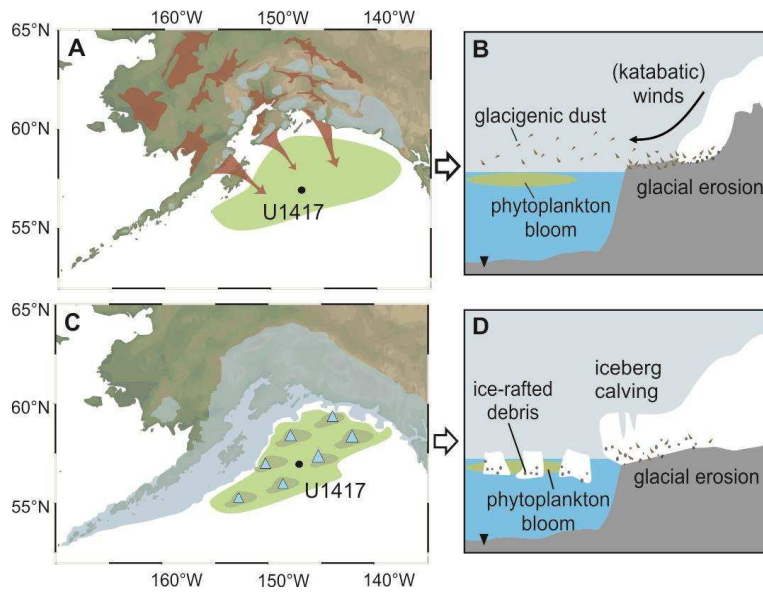 160°W 150°W 140°W
65°N
A
60°N
55°N
U1417
B
(katabatic)
winds
glacigenic dust
glacial erosion
phytoplankton
bloom
65°N
C
60°N
55°N
U1417
160°W 150°W 140°W
D
iceberg
calving
ice-rafted
debris
glacial erosion
phytoplankton
bloom